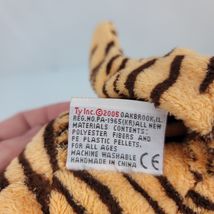 Ty Inc. ©2005 OAKBROOK, IL.
REG. NO. PA-1965(KR) ALL NEW
MATERIALS CONTENTS:
POLYESTER FIBERS AND
PE PLASTIC PELLETS
FOR ALL AGES
MACHINE WASHABLE
HANDMADE IN CHINA
CE